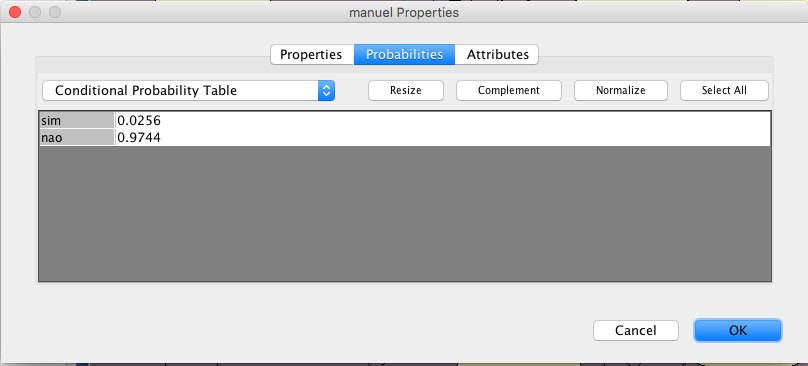 manuel Properties
Properties Probabilities Attributes
Conditional Probability Table Resize Complement Normalize Select All
sim 0.0256
nao 0.9744
Cancel OK